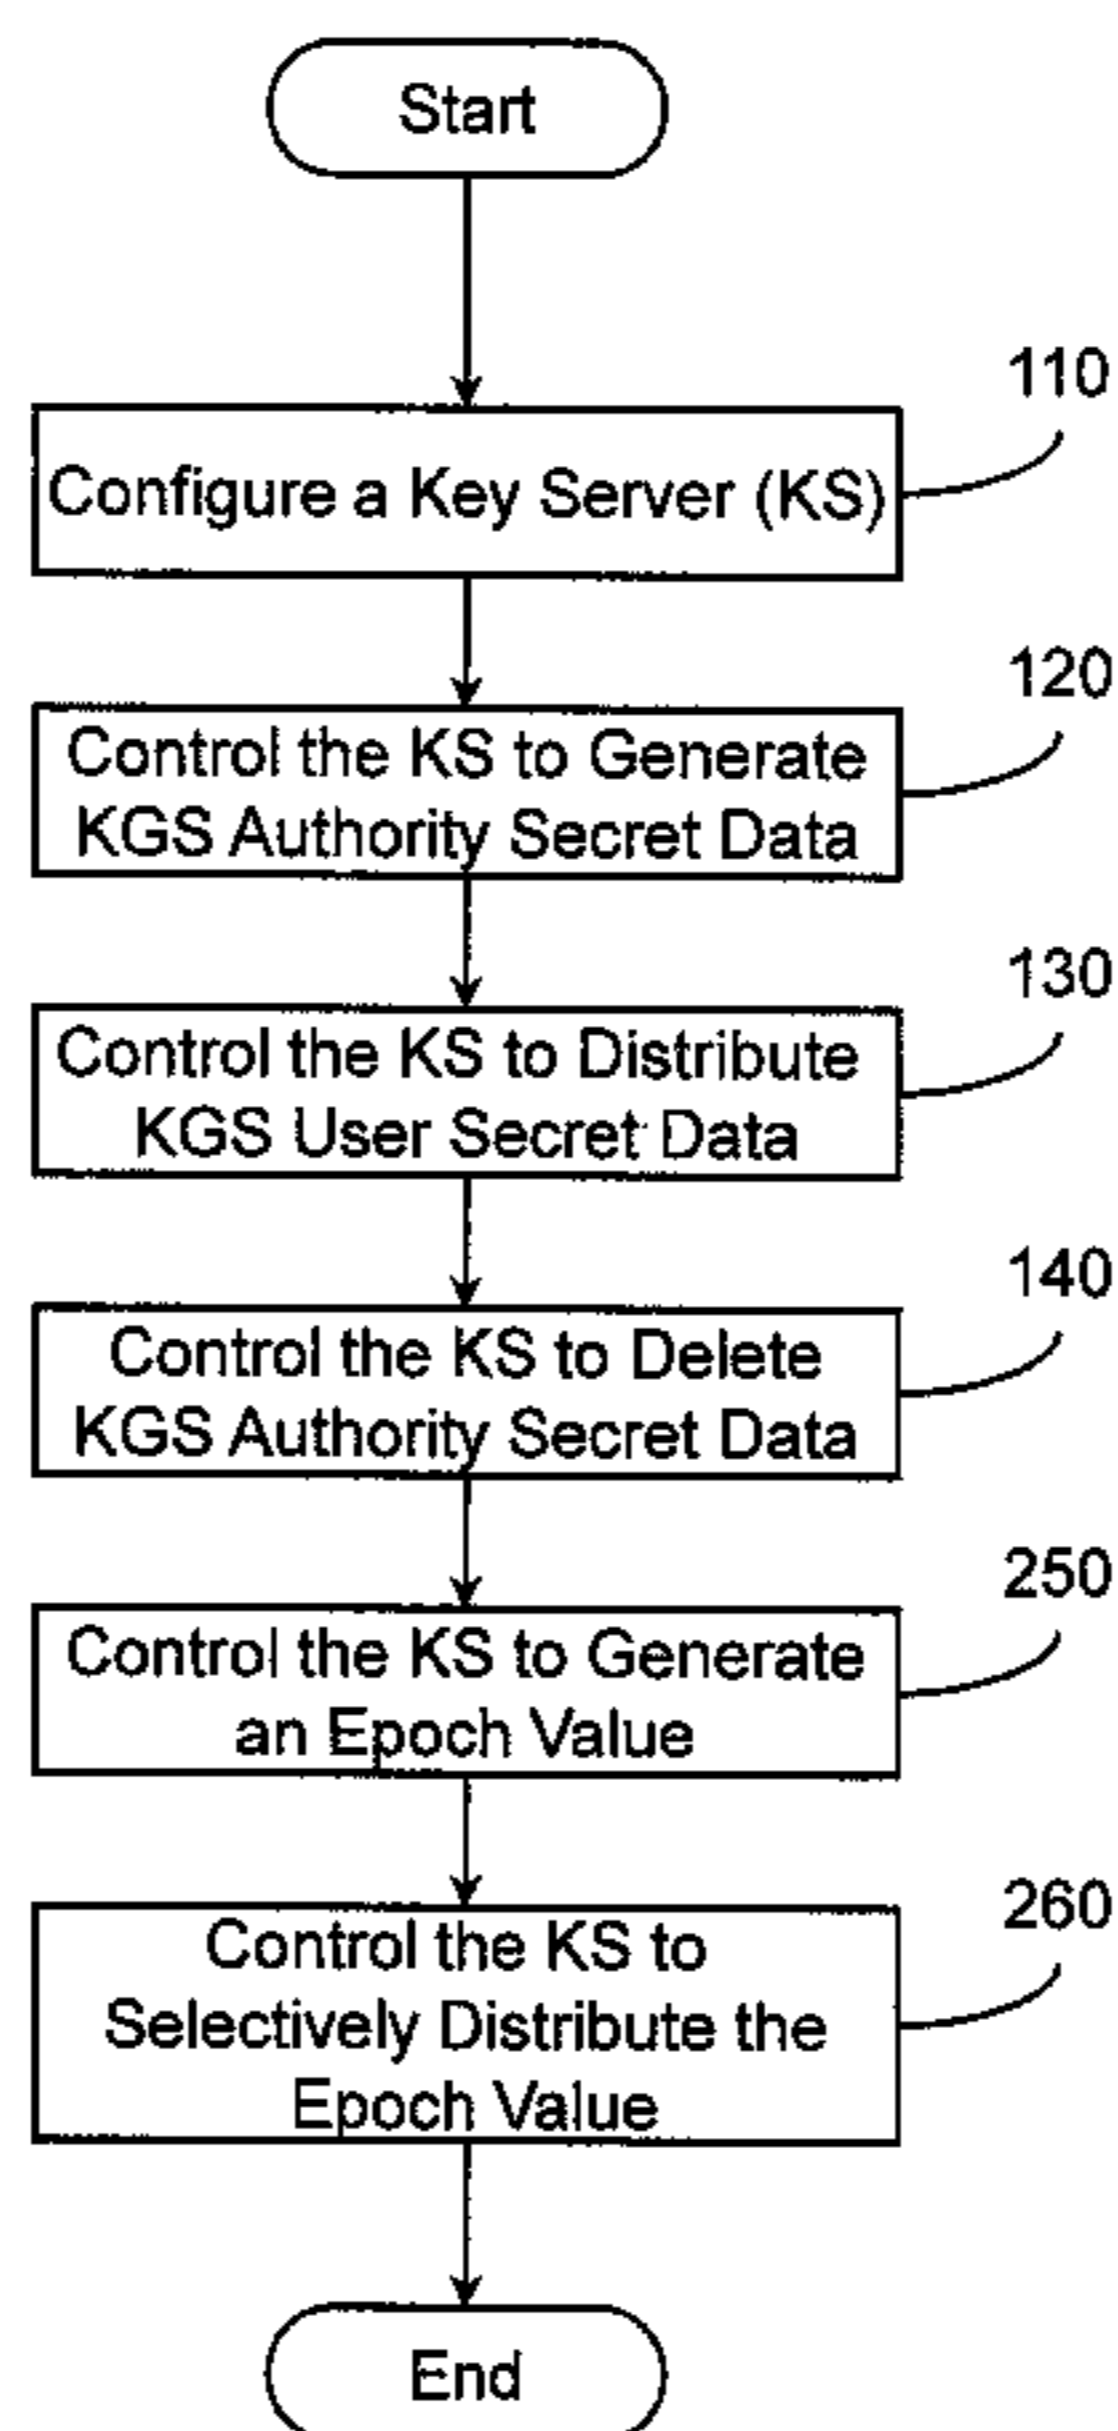 Start
110
Configure a Key Server (KS)
120
Control the KS to Generate
KGS Authority Secret Data
130
Control the KS to Distribute
KGS User Secret Data
140
Control the KS to Delete
KGS Authority Secret Data
250
Control the KS to Generate
an Epoch Value
260
Control the KS to
Selectively Distribute the
Epoch Value
End